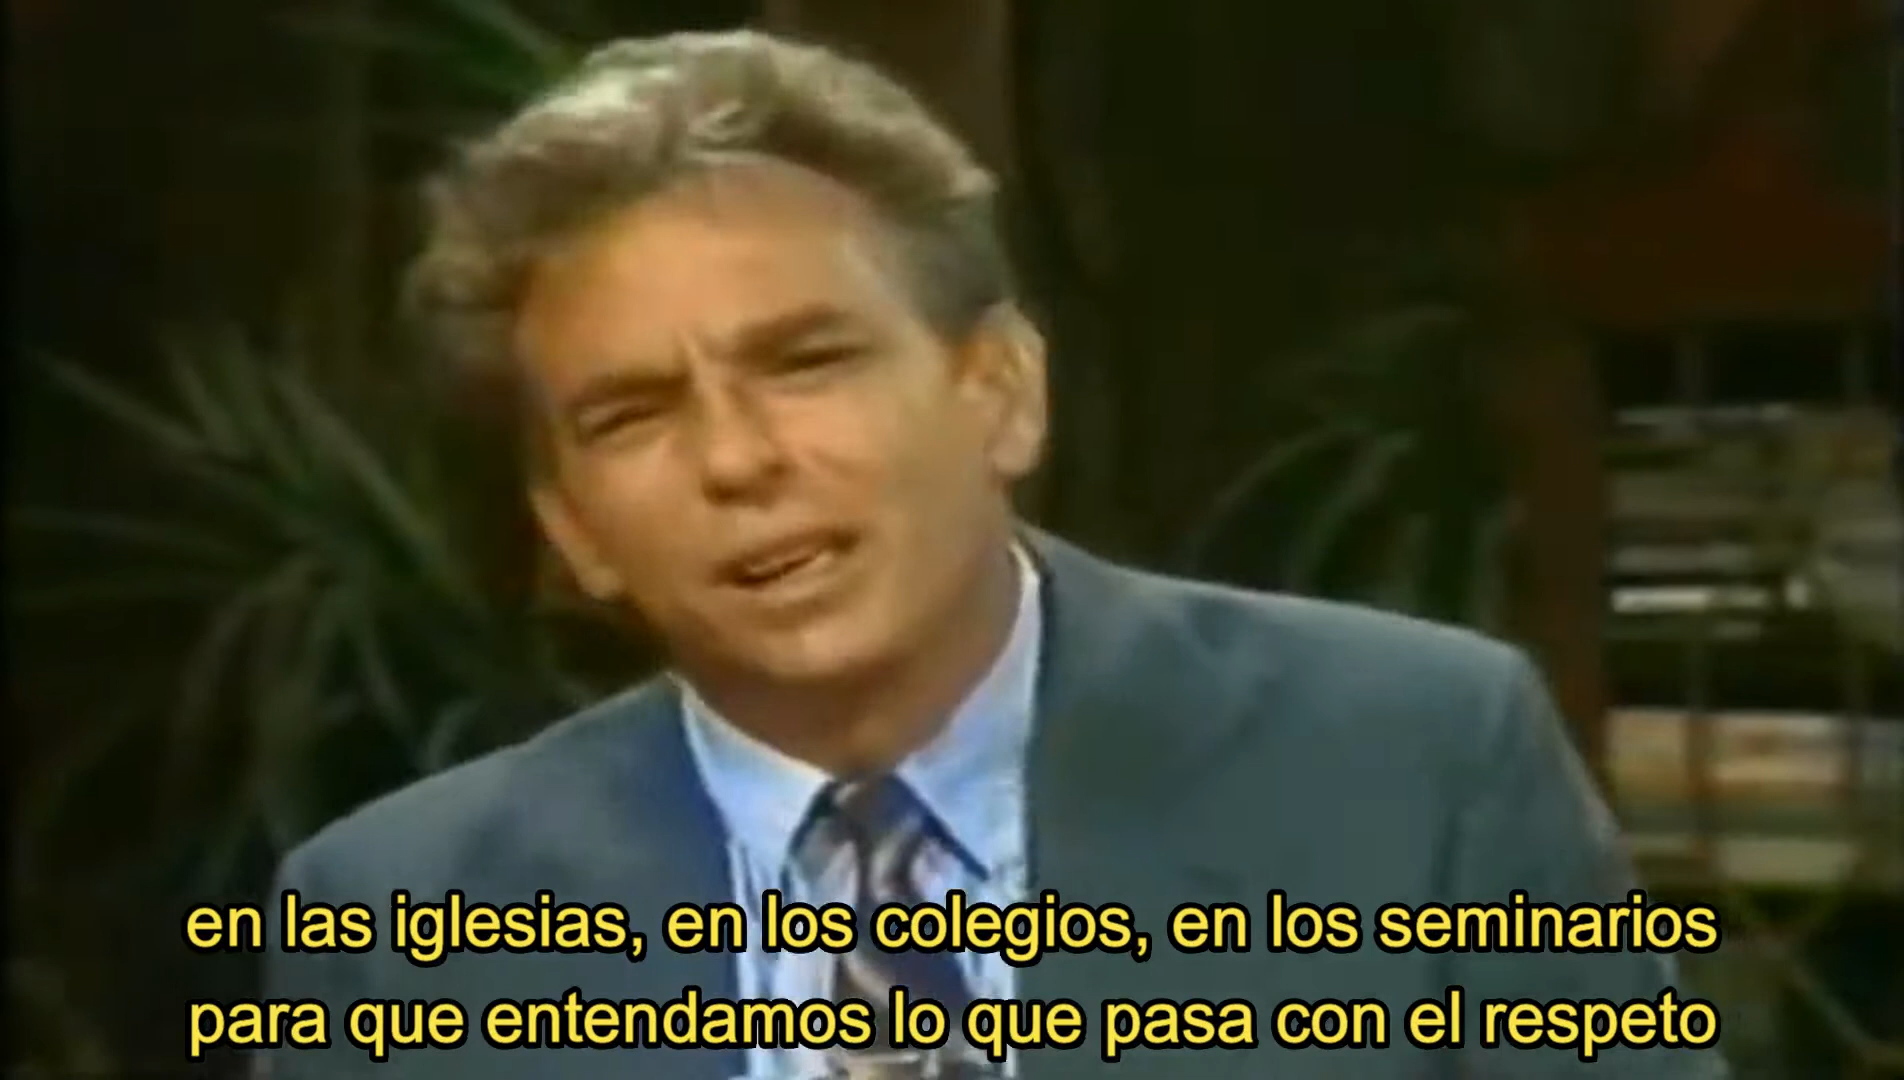 en las iglesias, en los colegios, en los seminarios
para que entendamos lo que pasa con el respeto